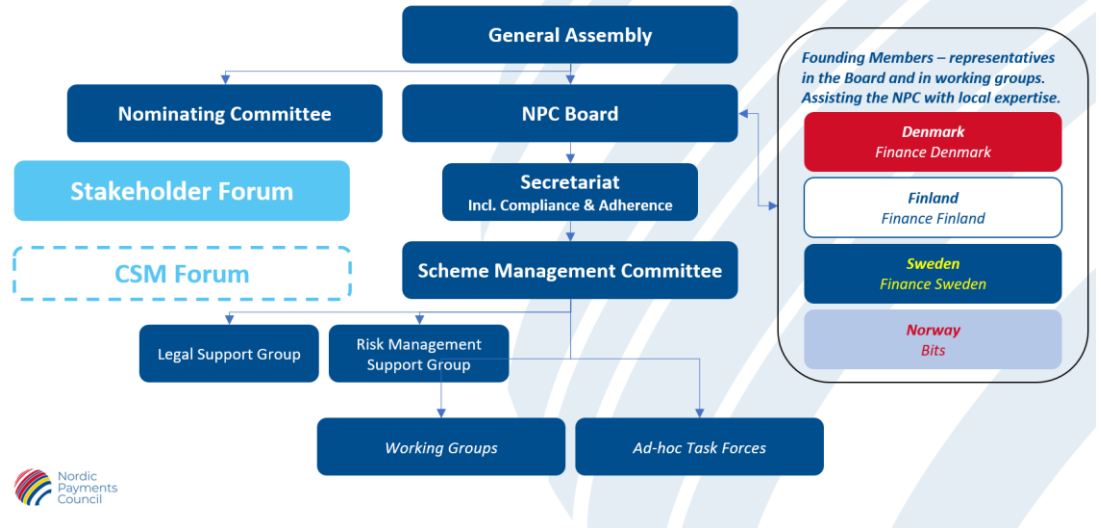 General Assembly
Nominating Committee
NPC Board
Stakeholder Forum
Secretariat
Incl. Compliance & Adherence
CSM Forum
Scheme Management Committee
Legal Support Group
Risk Management
Support Group
Working Groups
Ad-hoc Task Forces
Founding Members – representatives
in the Board and in working groups.
Assisting the NPC with local expertise.
Denmark
Finance Denmark
Finland
Finance Finland
Sweden
Finance Sweden
Norway
Bits
Nordic
Payments
Council